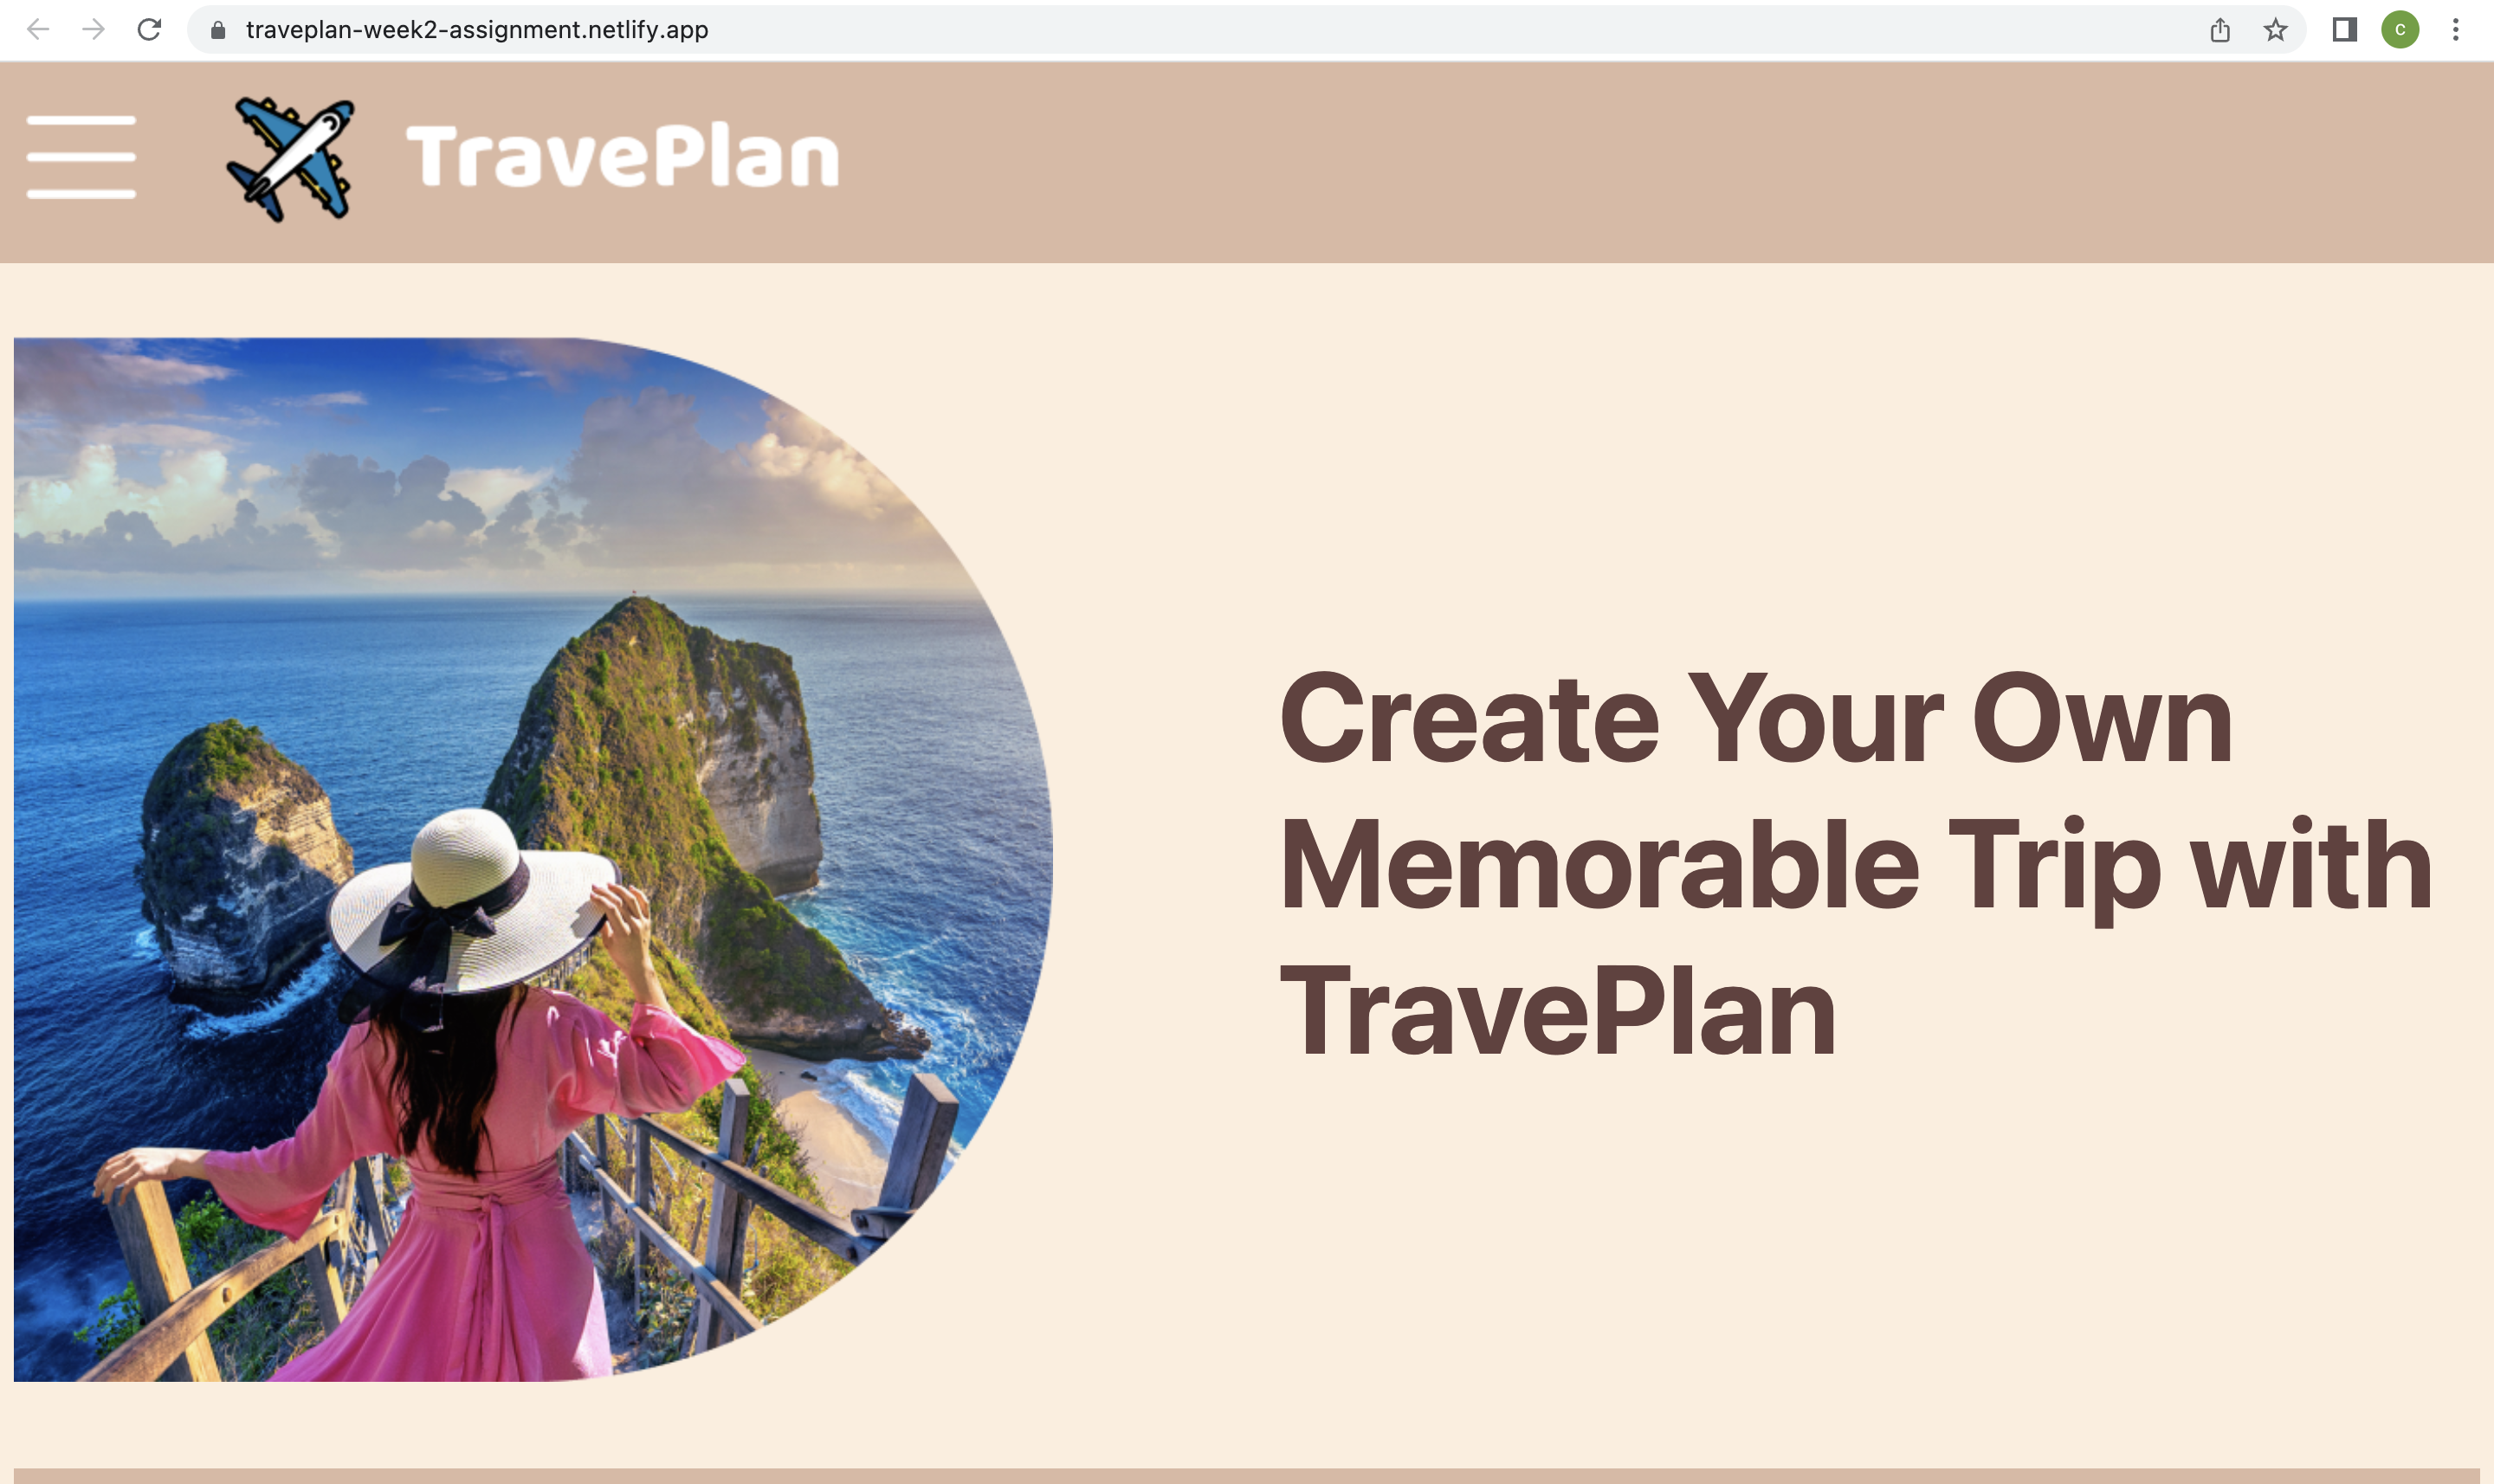 traveplan-week2-assignment.netlify.app
C
TravePlan
Create Your Own
Memorable Trip with
TravePlan